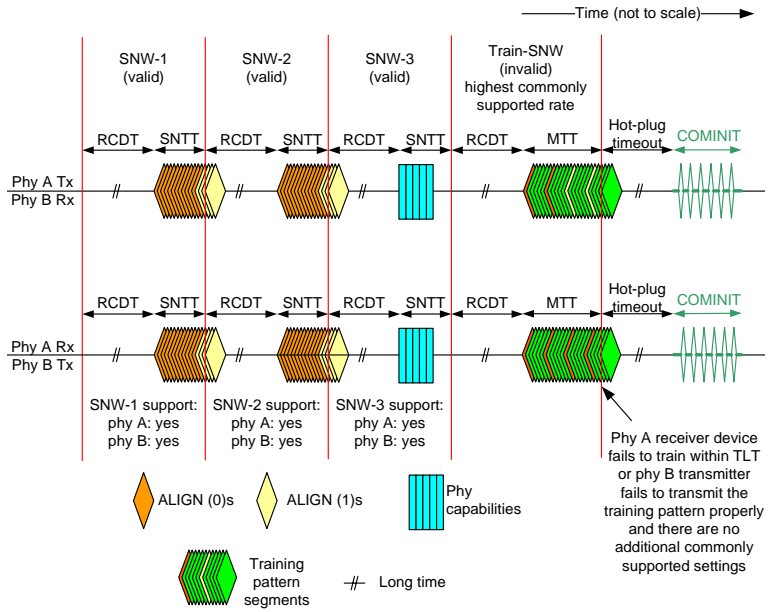 Time (not to scale)
SNW-1
(valid)
SNW-2
(valid)
SNW-3
(valid)
Train-SNW
(invalid)
highest commonly
supported rate
RCDT SNTT RCDT SNTT RCDT SNTT RCDT MTT
Hot-plug
timeout
COMINIT
Phy A Tx
Phy B Rx
RCDT SNTT RCDT SNTT RCDT SNTT RCDT MTT
Hot-plug
timeout
COMINIT
Phy A Rx
Phy B Tx
SNW-1 support:
phy A: yes
phy B: yes
SNW-2 support:
phy A: yes
phy B: yes
SNW-3 support:
phy A: yes
phy B: yes
Phy A receiver device
fails to train within TLT
or phy B transmitter
fails to transmit the
training pattern properly
and there are no
additional commonly
supported settings
ALIGN (0)s
ALIGN (1)s
Phy
capabilities
Training
pattern
segments
Long time